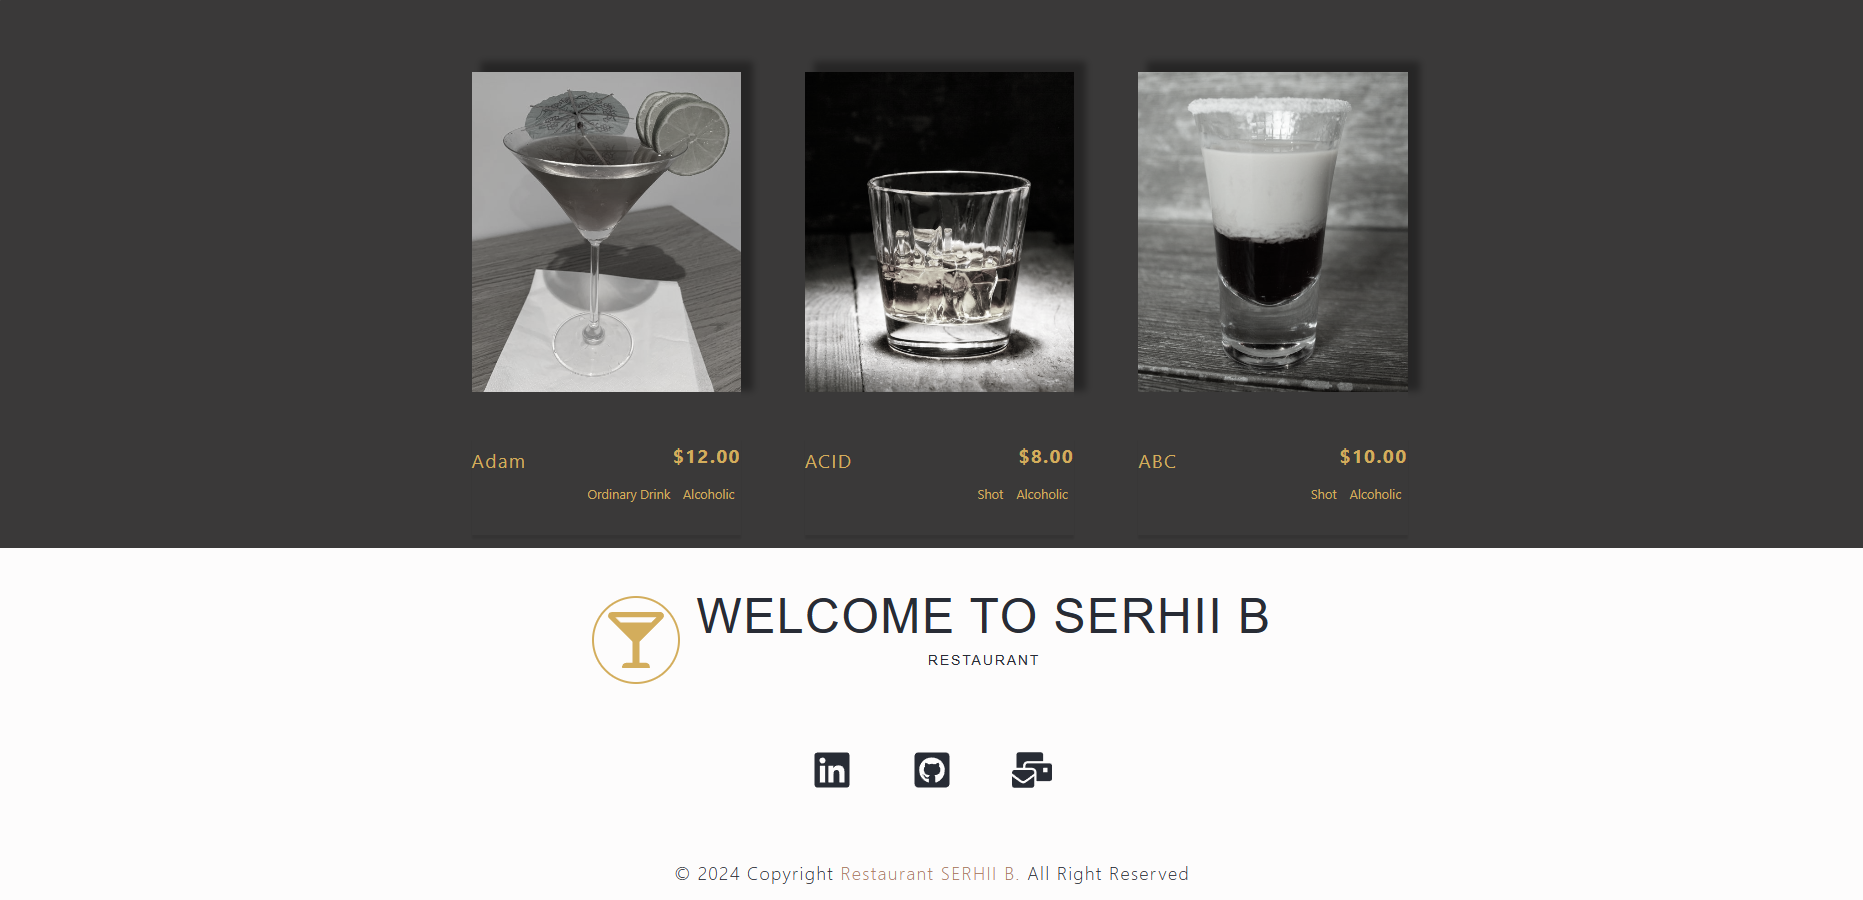 Adam
$12.00
Ordinary Drink Alcoholic
ACID
$8.00
Shot Alcoholic
ABC
$10.00
Shot Alcoholic
WELCOME TO SERHII B
RESTAURANT
in
© 2024 Copyright Restaurant SERHII B. All Right Reserved